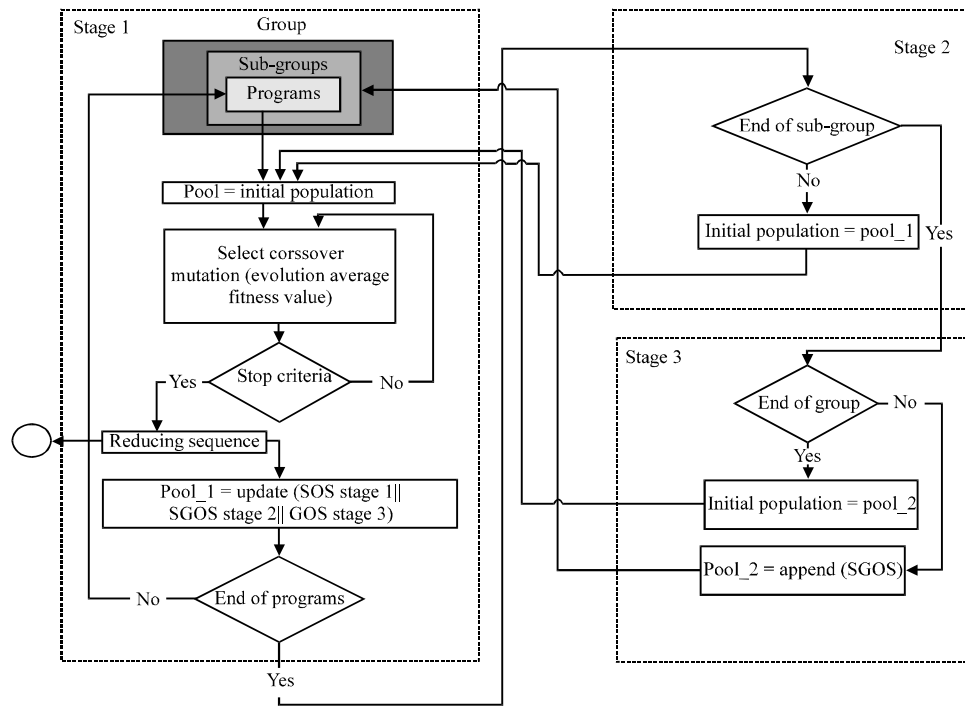 Stage 1
Group
Sub-groups
Programs
Pool = initial population
Select corssover
mutation (evolution average
fitness value)
Stop criteria
Yes
No
Reducing sequence
Pool_1 = update (SOS stage 1||
SGOS stage 2|| GOS stage 3)
End of programs
No
Yes
Stage 2
End of sub-group
No
Initial population = pool_1
Yes
Stage 3
End of group
No
Yes
Initial population = pool_2
Pool_2 = append (SGOS)